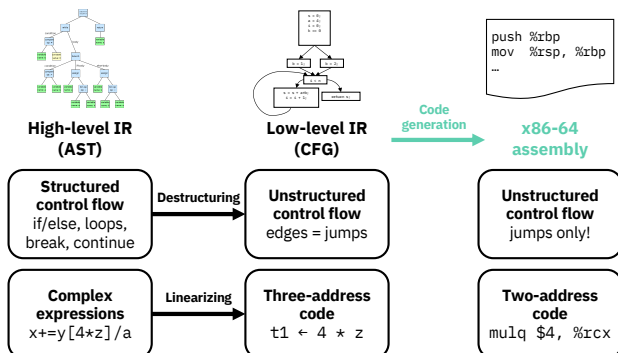 push %rbp
mov %rsp, %rbp
…
High-level IR
(AST)
Low-level IR
(CFG)
Code
generation
x86-64
assembly
Structured
control flow
if/else, loops,
break, continue
Destructuring
Unstructured
control flow
edges = jumps
Unstructured
control flow
jumps only!
Complex
expressions
x+=y[4*z]/a
Linearizing
Three-address
code
t1 ← 4 * z
Two-address
code
mulq $4, %rcx